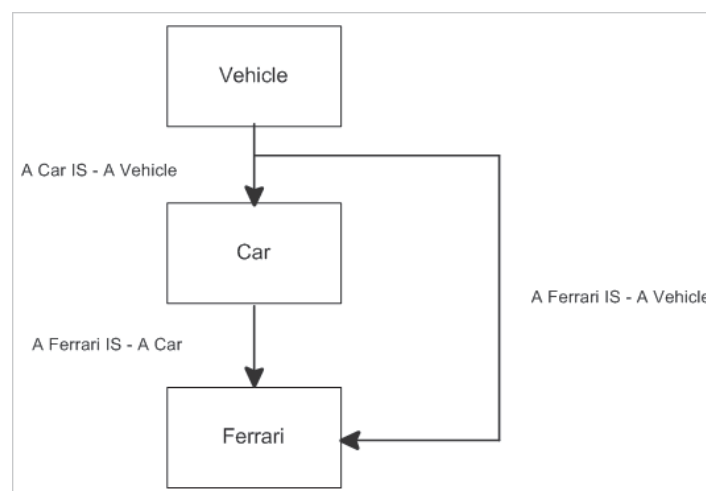 Vehicle
A Car IS - A Vehicle
Car
A Ferrari IS - A Vehicle
A Ferrari IS - A Car
Ferrari